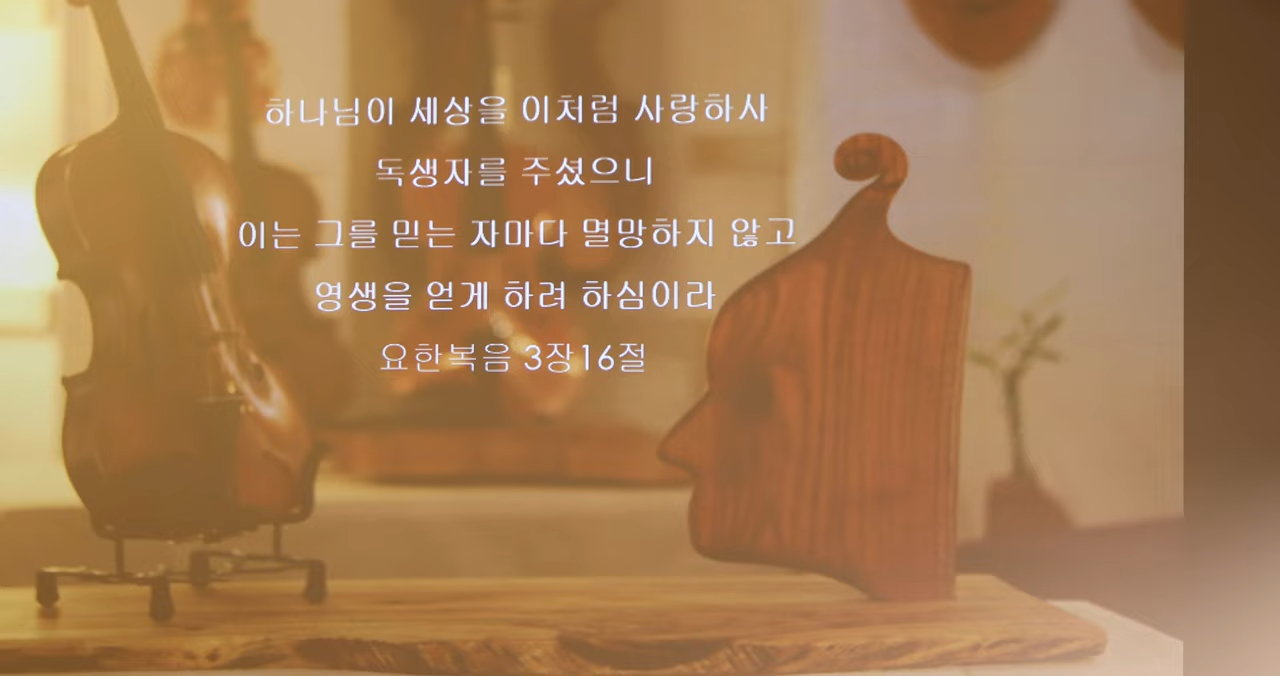 하나님이 세상을 이처럼 사랑하사
독생자를 주셨으니
이는 그를 믿는 자마다 멸망하지 않고
영생을 얻게 하려 하심이라
요한복음 3장16절